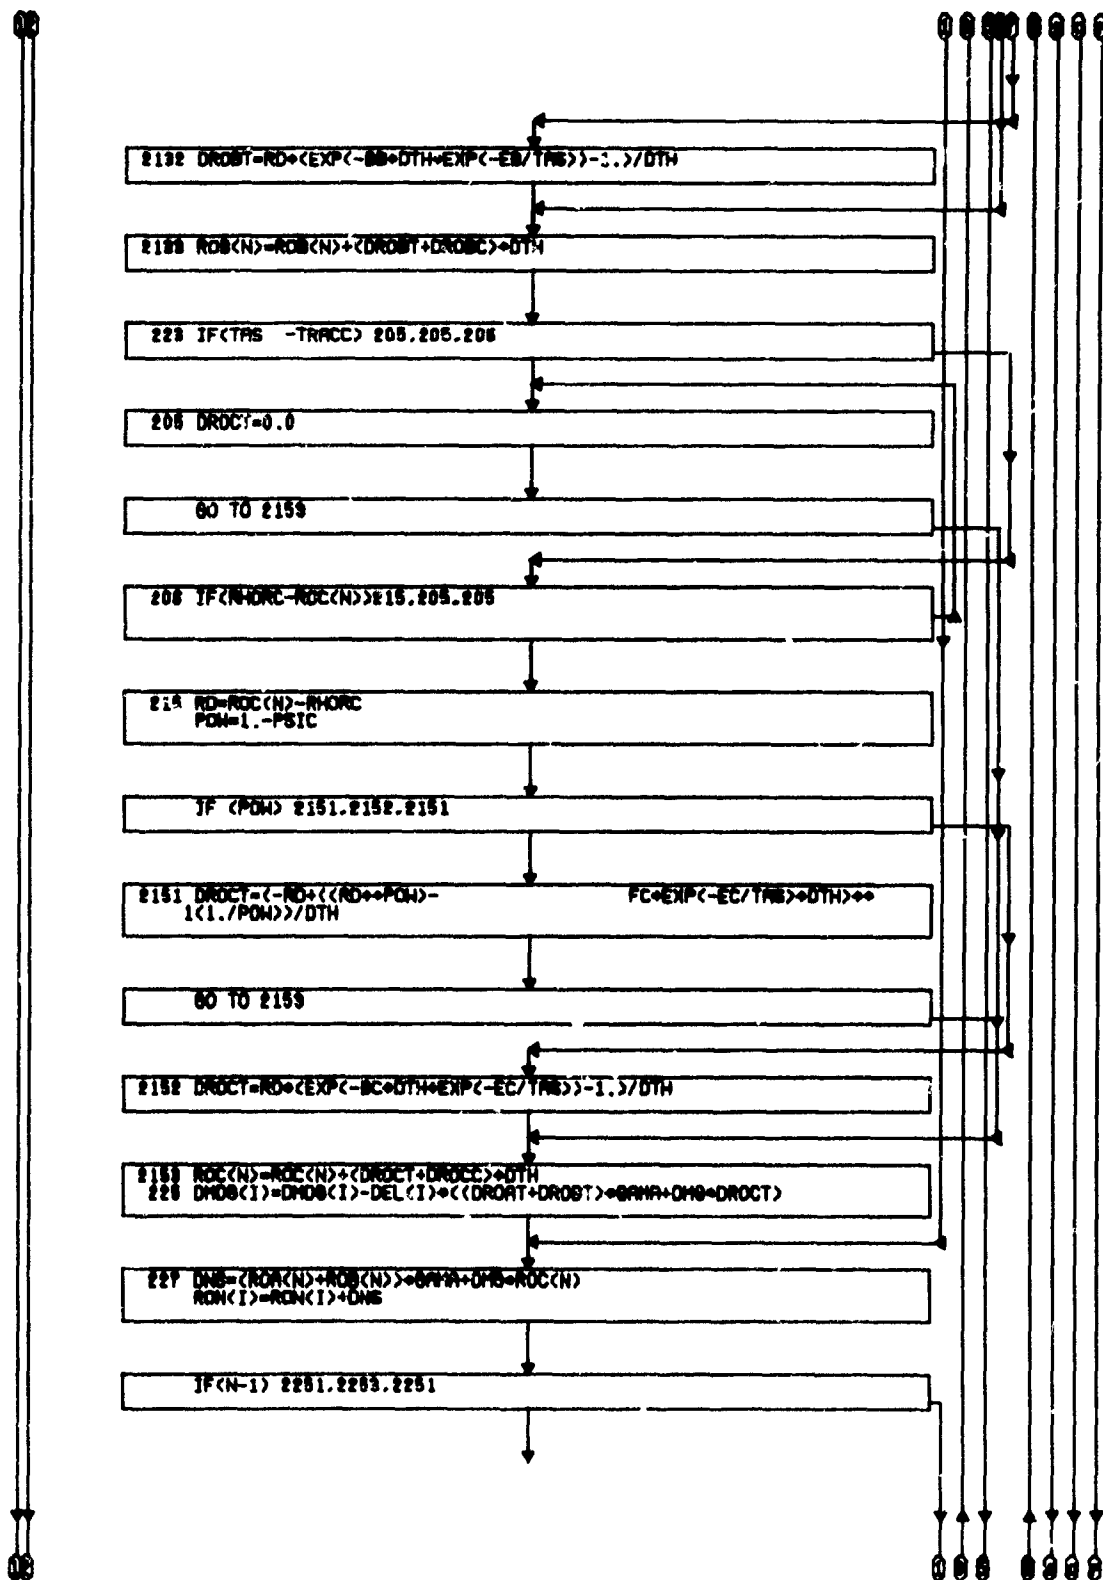 2132 DROBT=RD*(EXP(-BB*DTH*EXP(-EB/TAS))-1.)/DTH
2133 ROB(N)=ROB(N)+(DROBT+DROBC)*DTH
223 IF(TAS -TRACC) 205,205,206
205 DROCT=0.0
GO TO 2153
206 IF(RHORC-ROC(N))215,205,205
215 RD=ROC(N)-RHORC
POW=1.-PSIC
IF (POW) 2151,2152,2151
2151 DROCT=(-RD+((RD**POW)- FC*EXP(-EC/TAS)*DTH)**
1(1./POW))/DTH
GO TO 2153
2152 DROCT=RD*(EXP(-BC*DTH*EXP(-EC/TAS))-1.)/DTH
2153 ROC(N)=ROC(N)+(DROCT+DROCC)*DTH
225 DMDG(I)=DMDG(I)-DEL(I)*((DROAT+DROBT)*GAMA+OMG*DROCT)
227 DNS=(ROA(N)+ROB(N))*GAMA+OMG*ROC(N)
RON(I)=RON(I)+DNS
IF(N-1) 2251,2253,2251